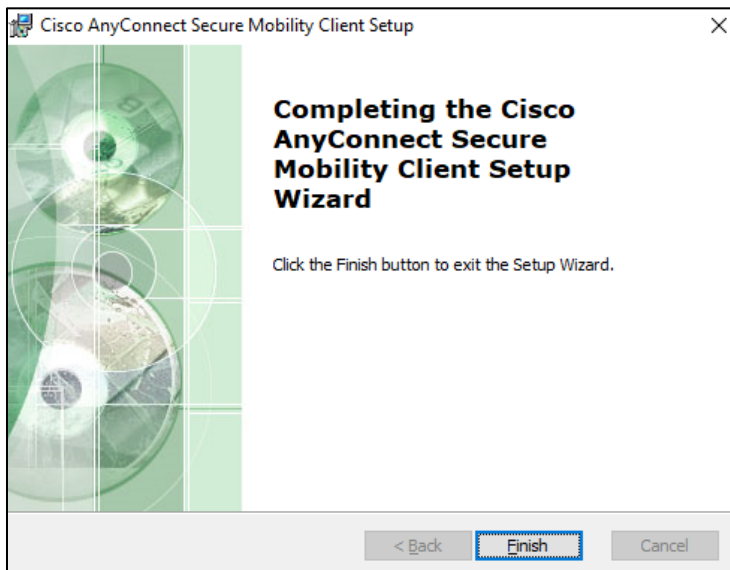 Cisco AnyConnect Secure Mobility Client Setup
Completing the Cisco
AnyConnect Secure
Mobility Client Setup
Wizard
Click the Finish button to exit the Setup Wizard.
< Back
Finish
Cancel